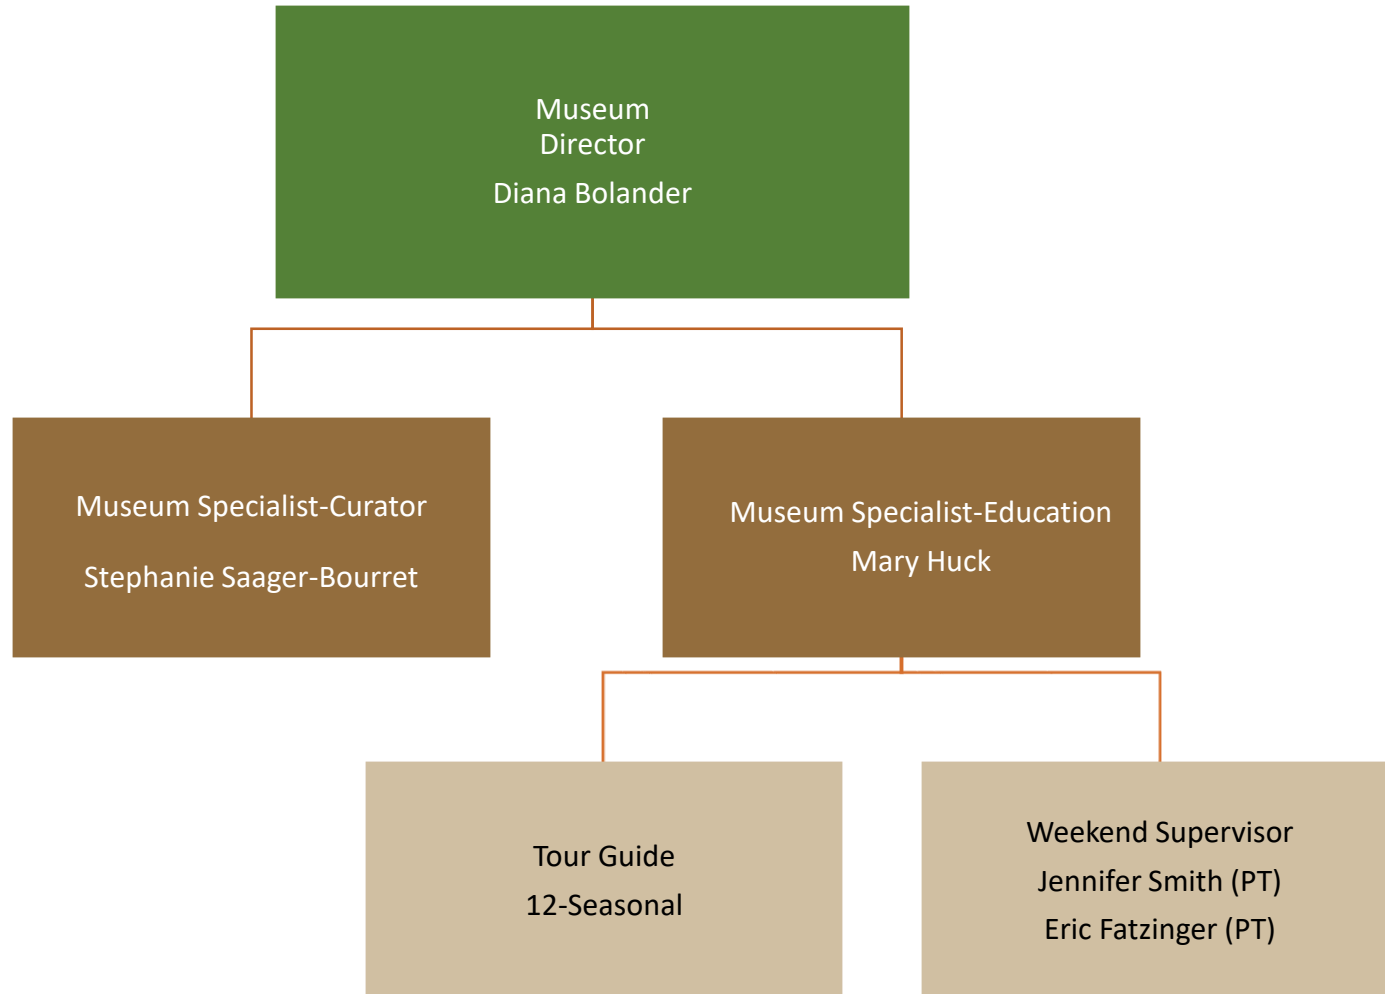 Museum
Director
Diana Bolander
Museum Specialist-Curator
Stephanie Saager-Bourret
Museum Specialist-Education
Mary Huck
Tour Guide
12-Seasonal
Weekend Supervisor
Jennifer Smith (PT)
Eric Fatzinger (PT)